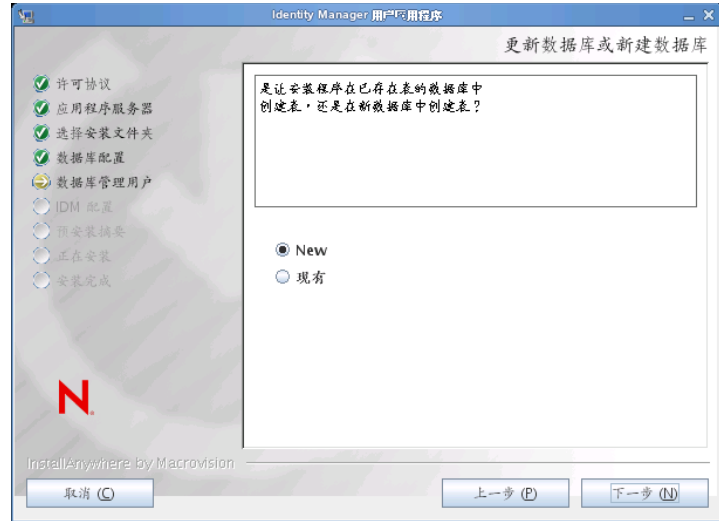 Identity Manager 用户应用程序
更新数据库或新建数据库
许可协议
应用程序服务器
选择安装文件夹
数据库配置
数据库管理用户
IDM 配置
预安装摘要
正在安装
安装完成
是让安装程序在已存在表的数据库中
创建表，还是在新数据库中创建表？
New
现有
N
InstallAnywhere by Macrovision
取消 (C)
上一步 (P)
下一步 (N)